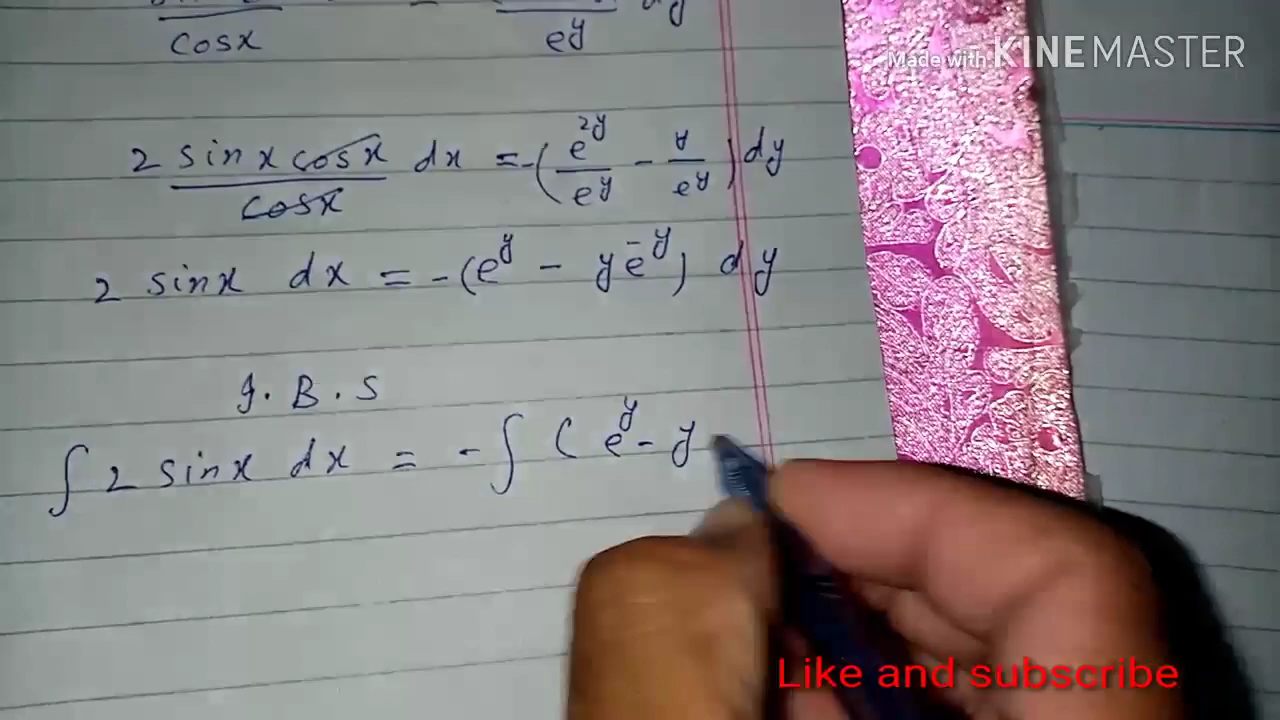 cosx = e^y dy
Made with KINEMASTER
2 sinx cosx / cosx dx = -(e^2y / e^y - y / e^y) dy
2 sinx dx = -(e^y - ye^-y) dy
I.B.S
∫ 2 sinx dx = -∫ (e^y - y
Like and subscribe